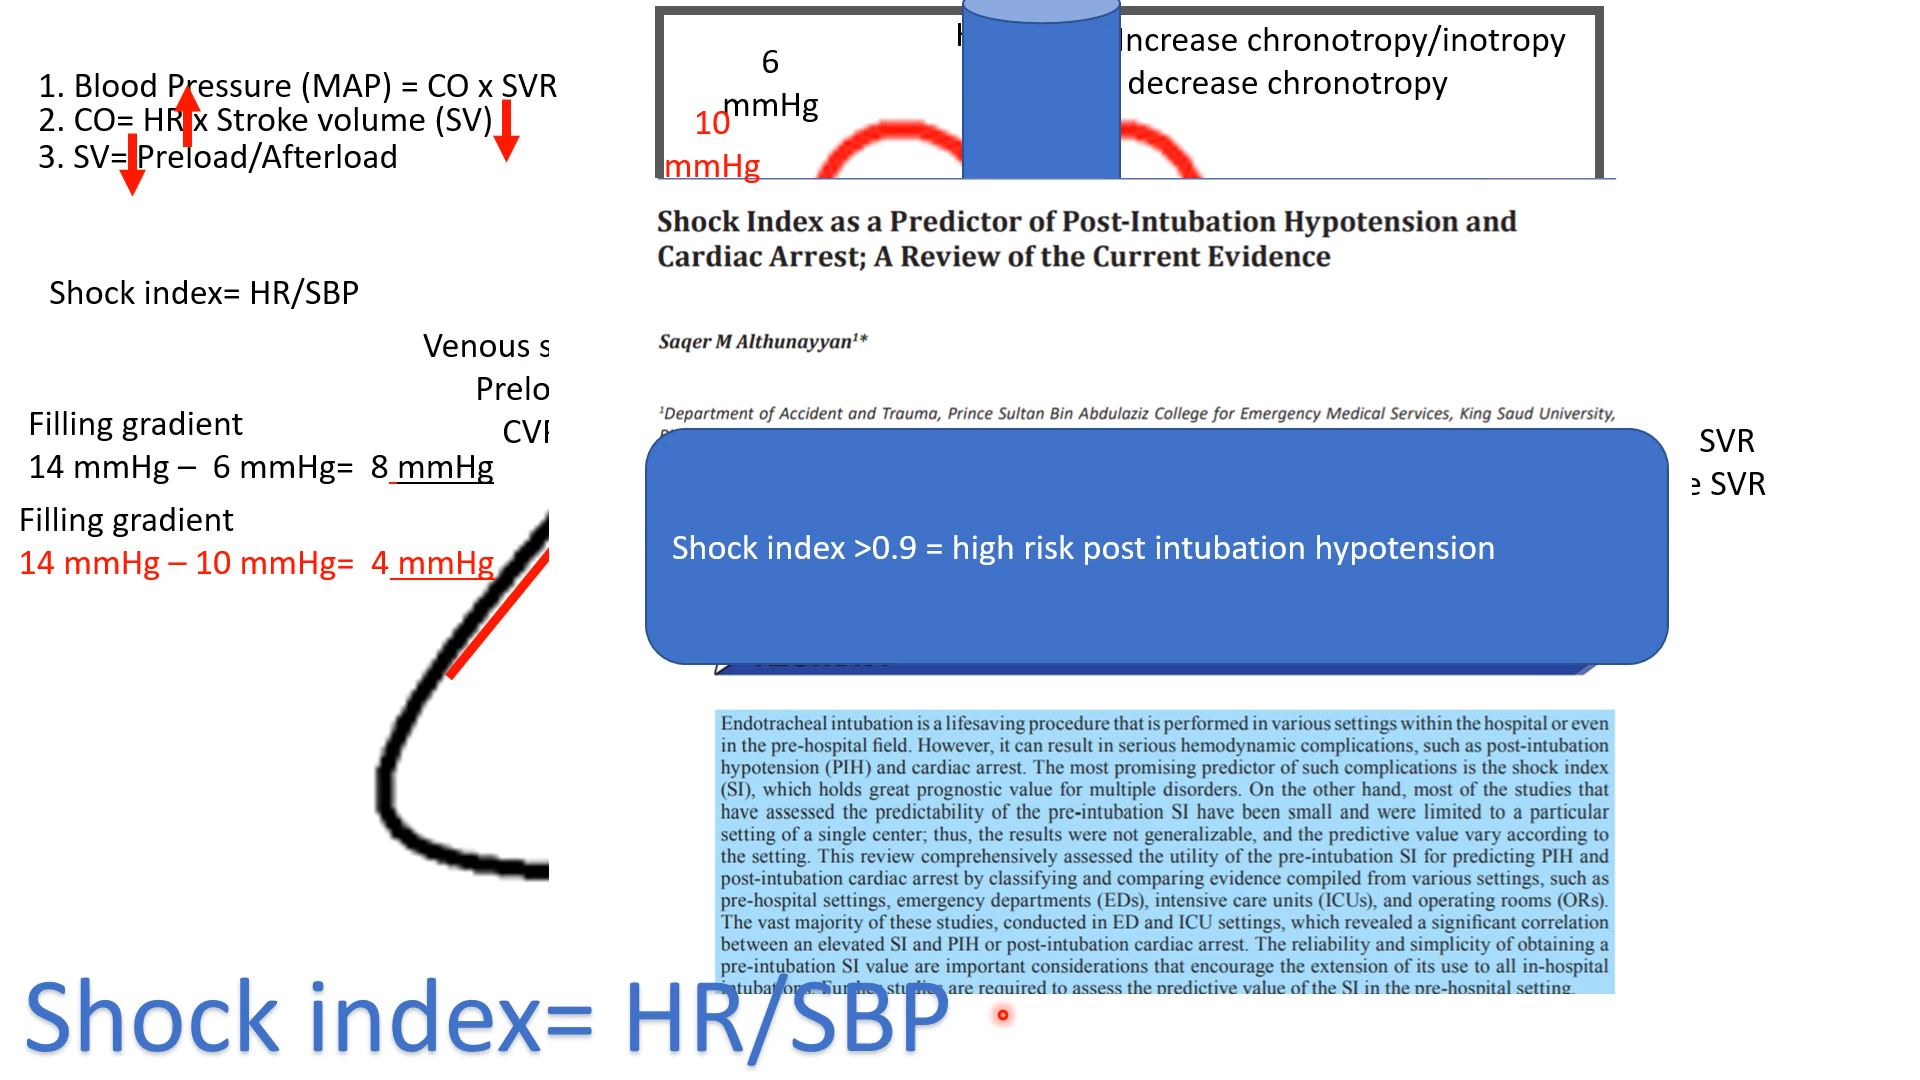 1. Blood Pressure (MAP) = CO x SVR
2. CO= HR x Stroke volume (SV)
3. SV= Preload/Afterload
Shock index= HR/SBP
Venous
Filling gradient
14 mmHg – 6 mmHg= 8 mmHg
Filling gradient
14 mmHg – 10 mmHg= 4 mmHg
6
mmHg
10
mmHg
increase chronotropy/inotropy
decrease chronotropy
Shock Index as a Predictor of Post-Intubation Hypotension and
Cardiac Arrest; A Review of the Current Evidence
Saqer M Althunayyan¹*
¹Department of Accident and Trauma, Prince Sultan Bin Abdulaziz College for Emergency Medical Services, King Saud University,
SVR
SVR
Shock index >0.9 = high risk post intubation hypotension
Endotracheal intubation is a lifesaving procedure that is performed in various settings within the hospital or even
in the pre-hospital field. However, it can result in serious hemodynamic complications, such as post-intubation
hypotension (PIH) and cardiac arrest. The most promising predictor of such complications is the shock index
(SI), which holds great prognostic value for multiple disorders. On the other hand, most of the studies that
have assessed the predictability of the pre-intubation SI have been small and were limited to a particular
setting of a single center; thus, the results were not generalizable, and the predictive value vary according to
the setting. This review comprehensively assessed the utility of the pre-intubation SI for predicting PIH and
post-intubation cardiac arrest by classifying and comparing evidence compiled from various settings, such as
pre-hospital settings, emergency departments (EDs), intensive care units (ICUs), and operating rooms (ORs).
The vast majority of these studies, conducted in ED and ICU settings, which revealed a significant correlation
between an elevated SI and PIH or post-intubation cardiac arrest. The reliability and simplicity of obtaining a
pre-intubation SI value are important considerations that encourage the extension of its use to all in-hospital
intubations. Further studies are required to assess the predictive value of the SI in the pre-hospital setting.
Shock index= HR/SBP